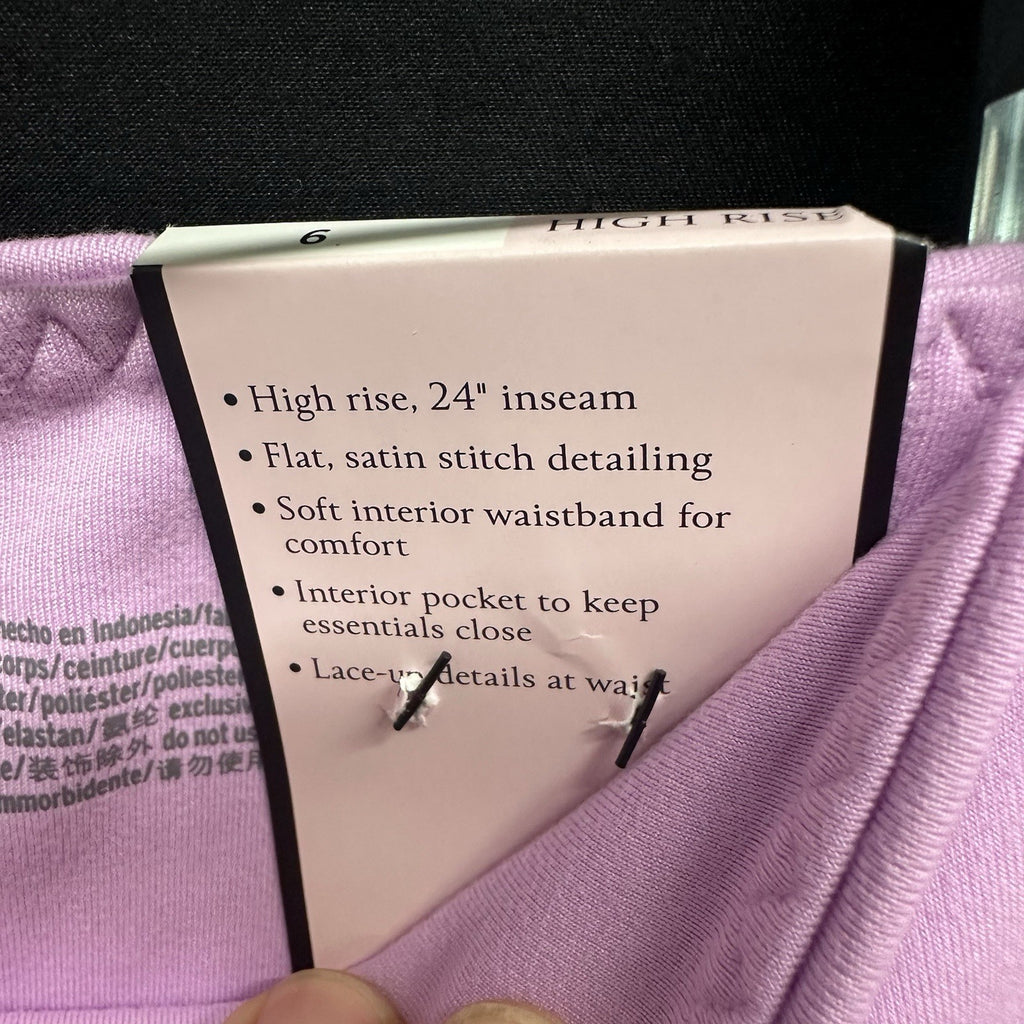 6
HIGH RISE
• High rise, 24" inseam
• Flat, satin stitch detailing
• Soft interior waistband for
comfort
• Interior pocket to keep
essentials close
• Lace-up details at waist
hecho en Indonesia/fa
corps/ceinture/cuerpo
ter/poliéster/poliéster
elastan/氨纶 exclusiv
e/装饰除外 do not us
mmorbidente/请勿使用